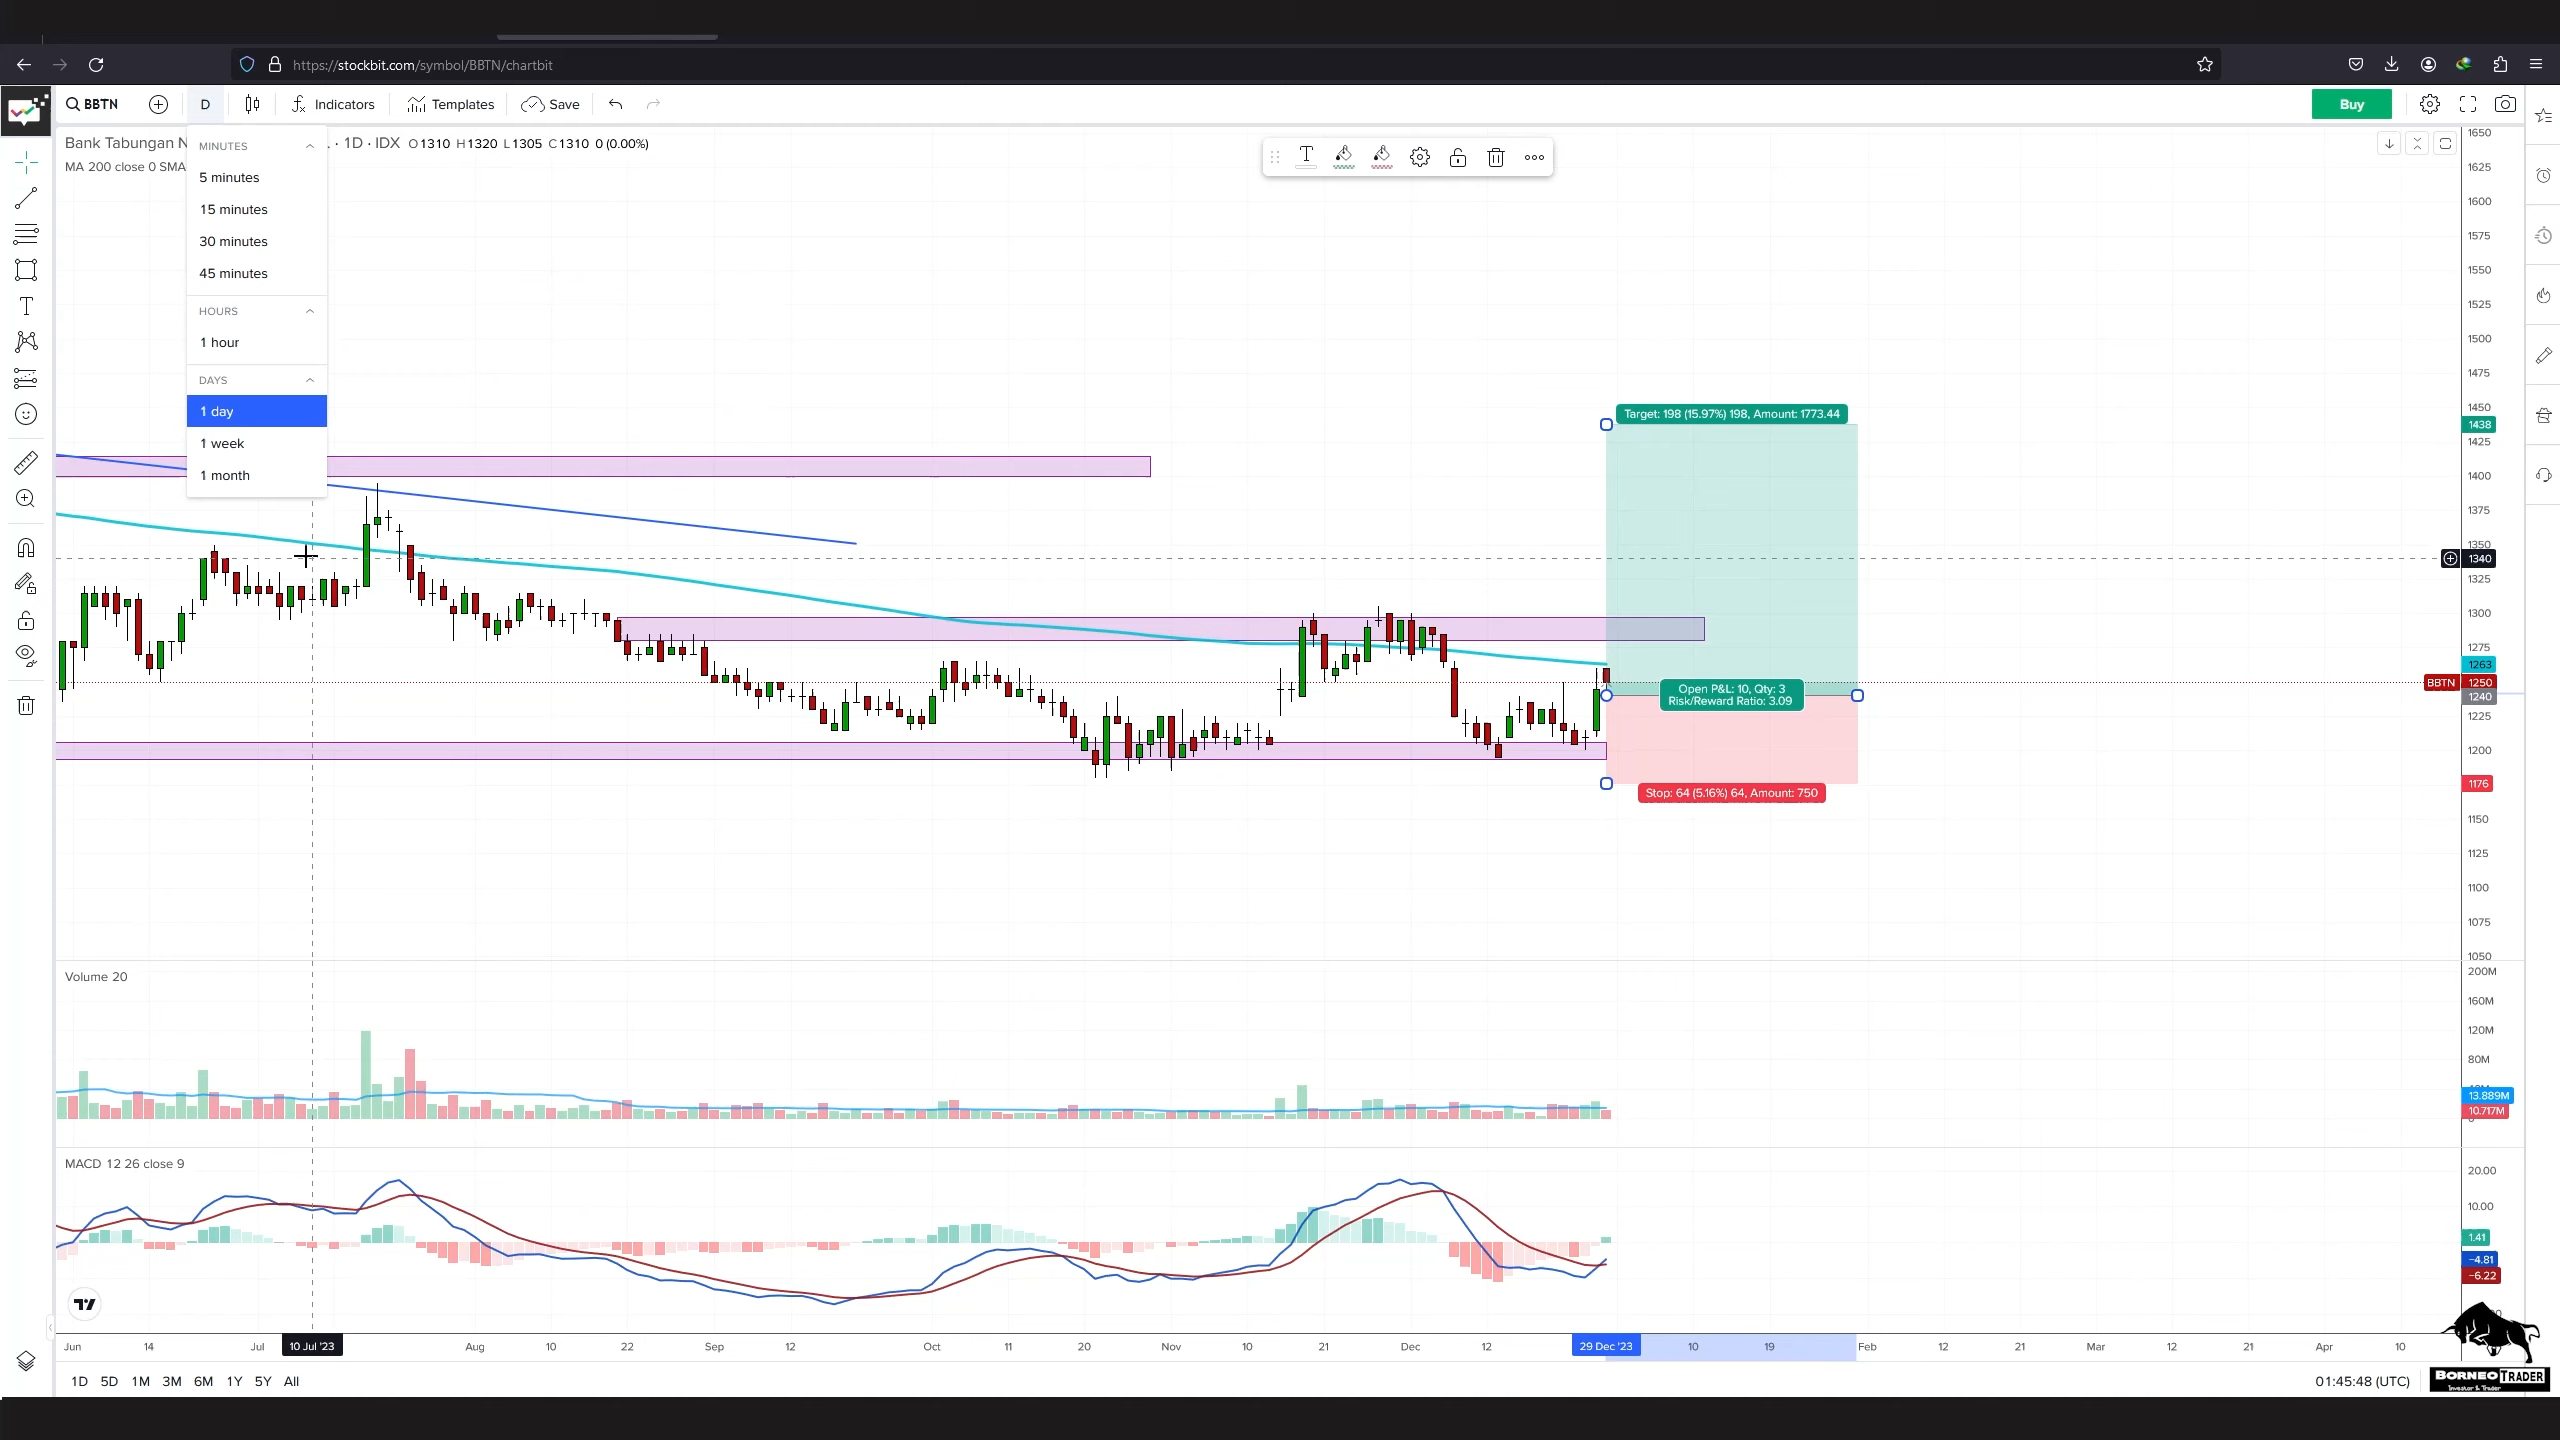 https://stockbit.com/symbol/BBTN/chartbit
BBTN
D
Indicators
Templates
Save
Buy
Bank Tabungan N
. · 1D · IDX O1310 H1320 L1305 C1310 0 (0.00%)
MA 200 close 0 SMA
MINUTES
5 minutes
15 minutes
30 minutes
45 minutes
HOURS
1 hour
DAYS
1 day
1 week
1 month
Target: 198 (15.97%) 198, Amount: 1773.44
Open P&L: 10, Qty: 3
Risk/Reward Ratio: 3.09
Stop: 64 (5.16%) 64, Amount: 750
1650
1625
1600
1575
1550
1525
1500
1475
1450
1438
1425
1400
1375
1350
1340
1325
1300
1275
1263
BBTN 1250
1240
1225
1200
1176
1150
1125
1100
1075
1050
Volume 20
200M
160M
120M
80M
13.889M
10.717M
MACD 12 26 close 9
20.00
10.00
1.41
−4.81
−6.22
Jun 14 Jul 10 Jul '23 Aug 10 22 Sep 12 Oct 11 20 Nov 10 21 Dec 12 29 Dec '23 10 19 Feb 12 21 Mar 12 21 Apr 10
1D 5D 1M 3M 6M 1Y 5Y All
01:45:48 (UTC)
BORNEO TRADER
Investor & Trader